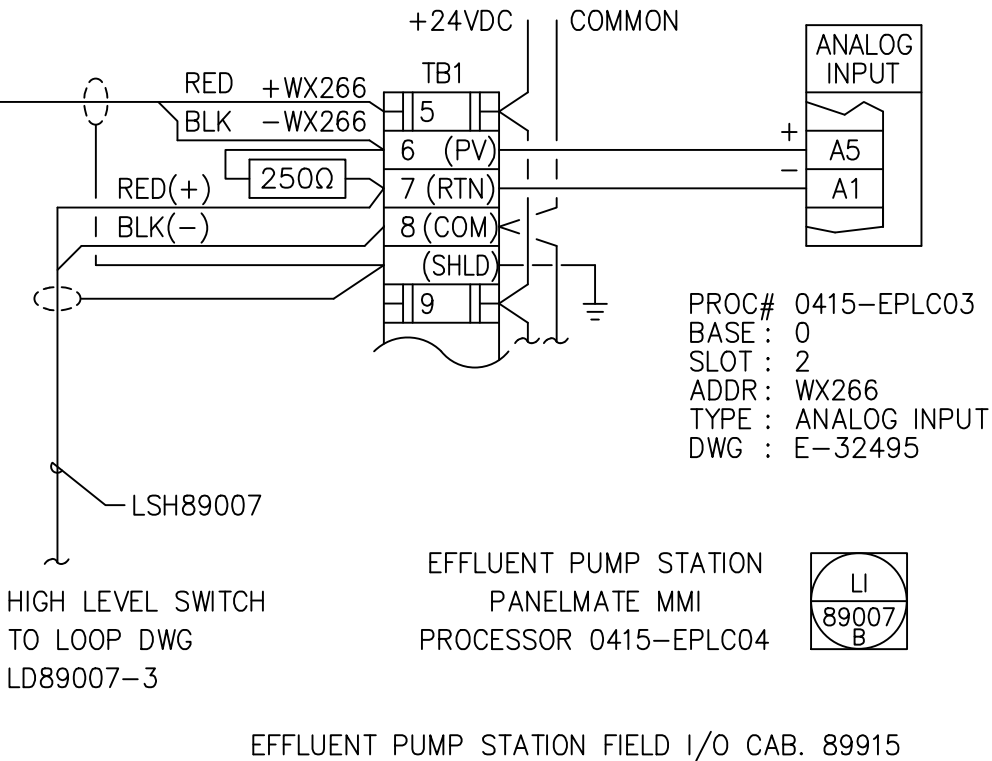 +24VDC COMMON
TB1
ANALOG
INPUT
RED +WX266
BLK -WX266
5
6 (PV)
+
A5
250Ω
7 (RTN)
-
A1
RED(+)
BLK(-)
8 (COM)
(SHLD)
9
PROC# 0415-EPLC03
BASE: 0
SLOT: 2
ADDR: WX266
TYPE: ANALOG INPUT
DWG: E-32495
LSH89007
HIGH LEVEL SWITCH
TO LOOP DWG
LD89007-3
EFFLUENT PUMP STATION
PANELMATE MMI
PROCESSOR 0415-EPLC04
LI
89007
B
EFFLUENT PUMP STATION FIELD I/O CAB. 89915